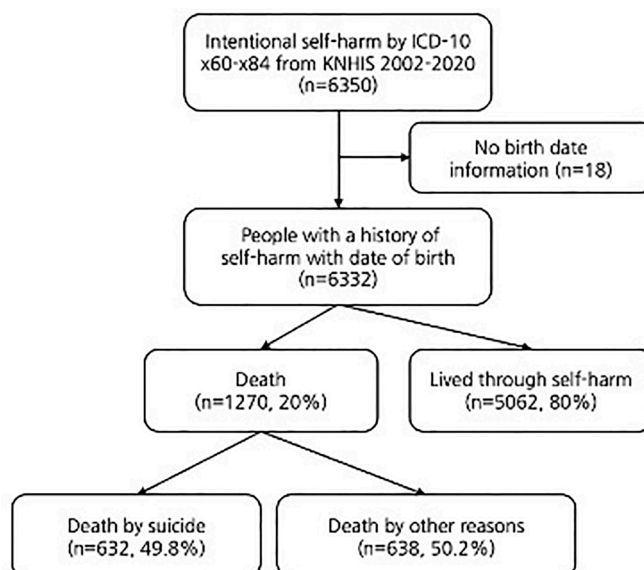 Intentional self-harm by ICD-10
x60-x84 from KNHIS 2002-2020
(n=6350)
No birth date
information (n=18)
People with a history of
self-harm with date of birth
(n=6332)
Death
(n=1270, 20%)
Lived through self-harm
(n=5062, 80%)
Death by suicide
(n=632, 49.8%)
Death by other reasons
(n=638, 50.2%)